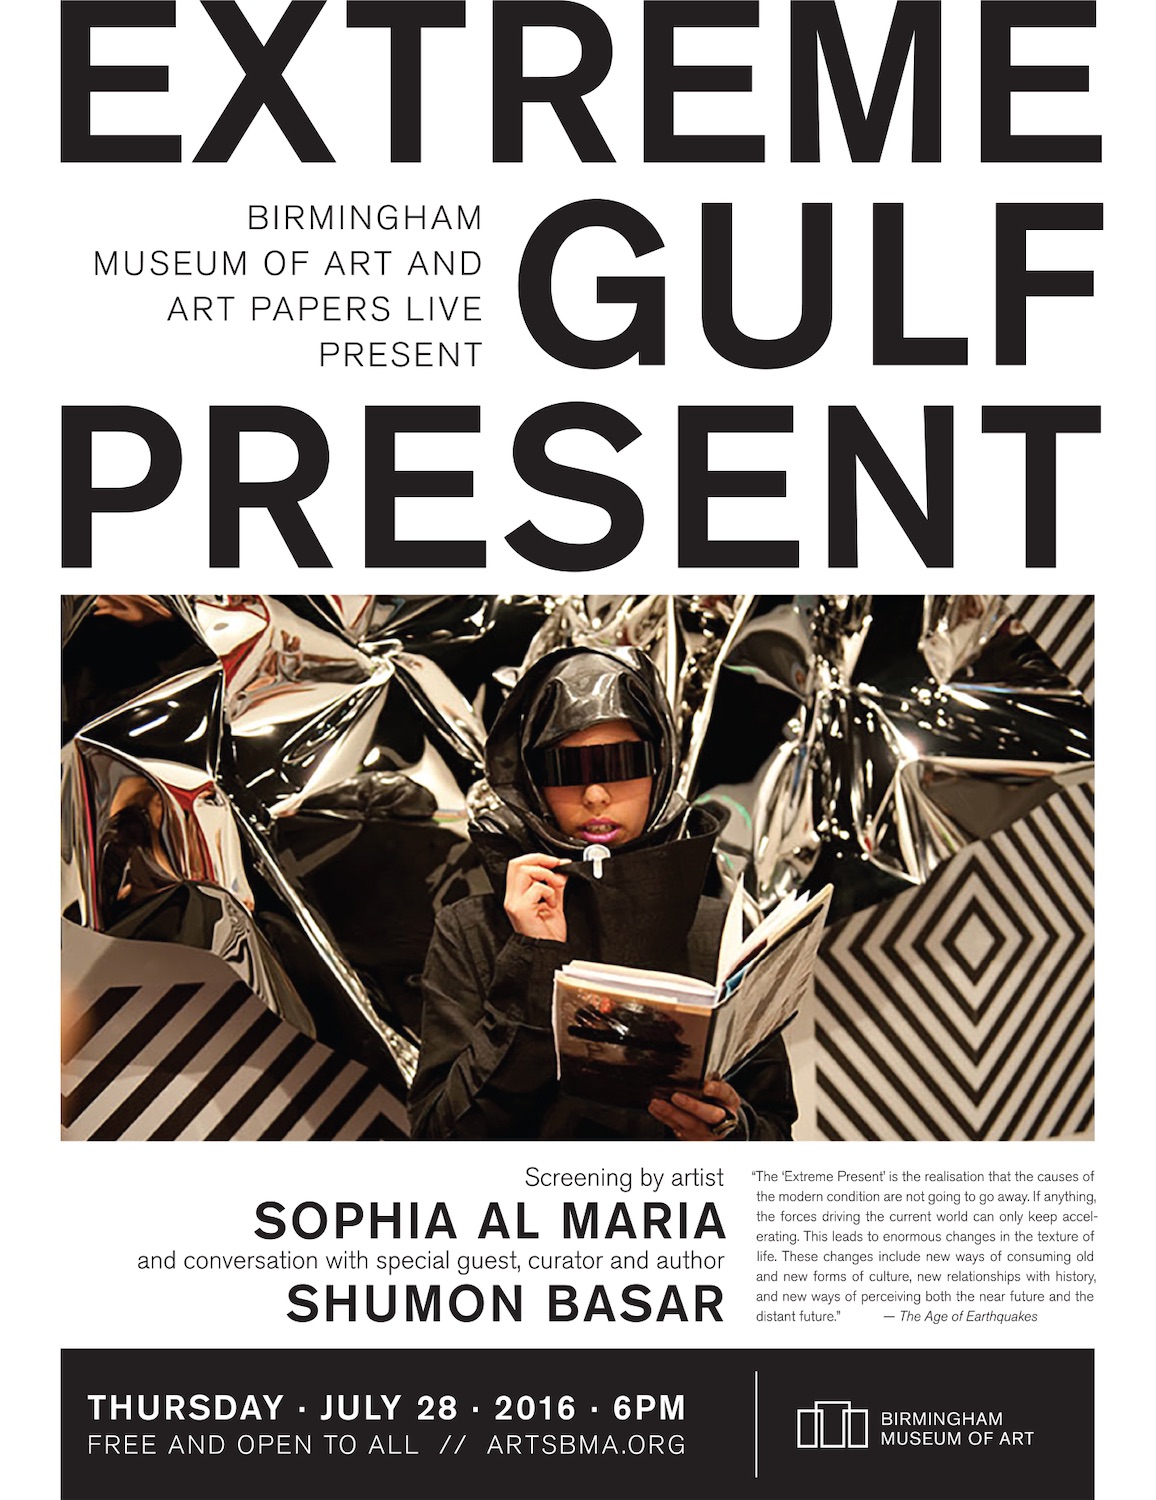 EXTREME
BIRMINGHAM
MUSEUM OF ART AND
ART PAPERS LIVE
PRESENT
GULF
PRESENT
Screening by artist
SOPHIA AL MARIA
and conversation with special guest, curator and author
SHUMON BASAR
“The ‘Extreme Present’ is the realisation that the causes of
the modern condition are not going to go away. If anything,
the forces driving the current world can only keep accel-
erating. This leads to enormous changes in the texture of
life. These changes include new ways of consuming old
and new forms of culture, new relationships with history,
and new ways of perceiving both the near future and the
distant future.” — The Age of Earthquakes
THURSDAY · JULY 28 · 2016 · 6PM
FREE AND OPEN TO ALL // ARTSBMA.ORG
BIRMINGHAM
MUSEUM OF ART